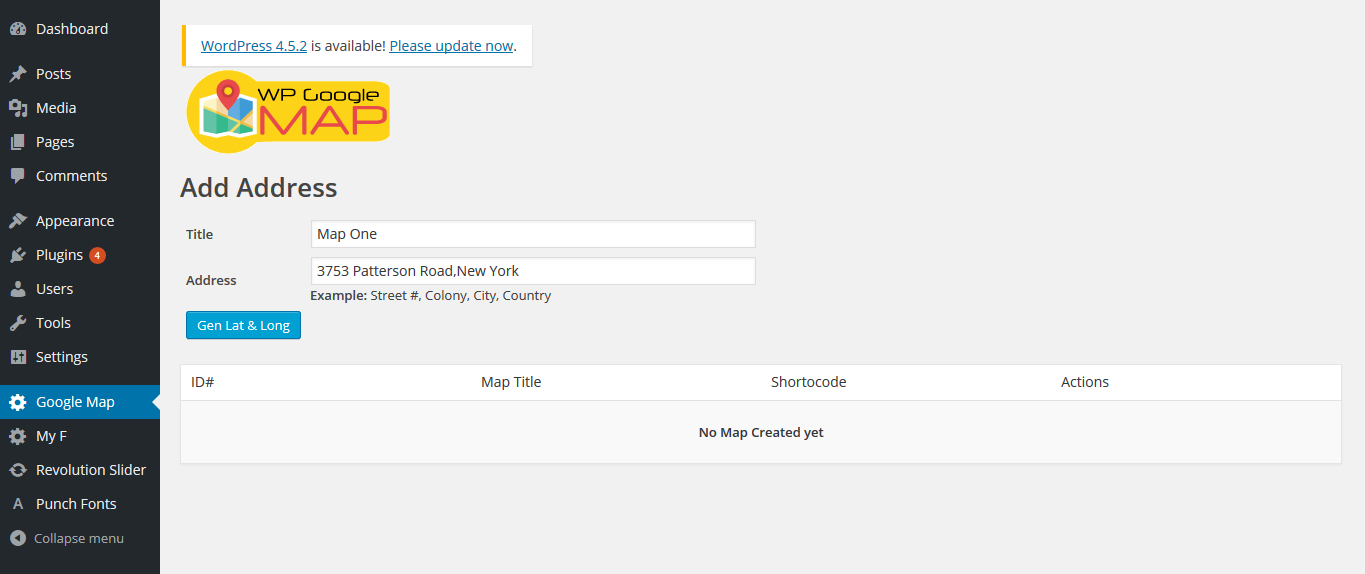 Dashboard
Posts
Media
Pages
Comments
Appearance
Plugins 4
Users
Tools
Settings
Google Map
My F
Revolution Slider
A Punch Fonts
Collapse menu
WordPress 4.5.2 is available! Please update now.
WP Google
MAP
Add Address
Title Map One
Address 3753 Patterson Road,New York
Example: Street #, Colony, City, Country
Gen Lat & Long
ID# Map Title Shortocode Actions
No Map Created yet